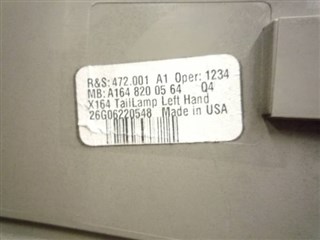 R&S: 472.001 A1 Oper: 1234
MB: A164 820 05 64 Q4
X164 TailLamp Left Hand
26G06220548 Made in USA